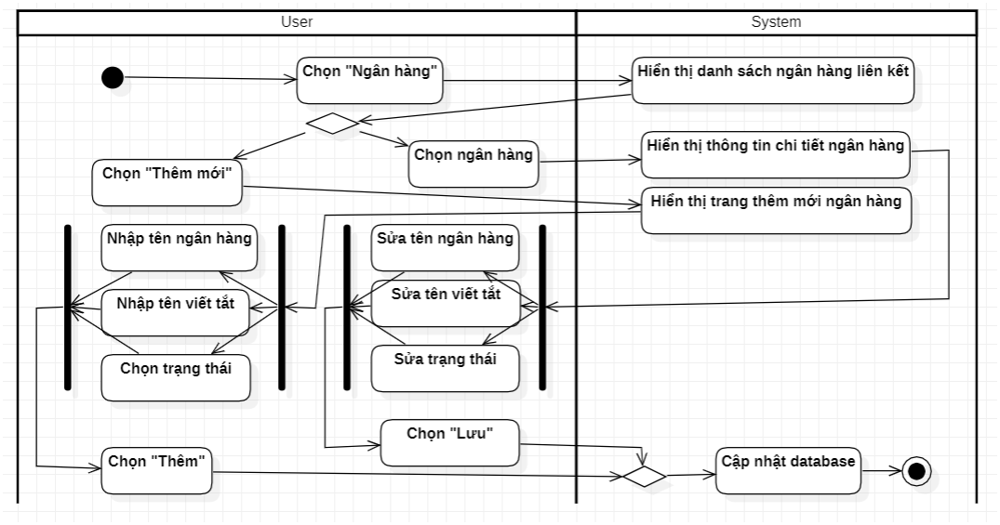 User
System
Chọn "Ngân hàng"
Hiển thị danh sách ngân hàng liên kết
Chọn ngân hàng
Hiển thị thông tin chi tiết ngân hàng
Chọn "Thêm mới"
Hiển thị trang thêm mới ngân hàng
Nhập tên ngân hàng
Sửa tên ngân hàng
Nhập tên viết tắt
Sửa tên viết tắt
Chọn trạng thái
Sửa trạng thái
Chọn "Lưu"
Chọn "Thêm"
Cập nhật database